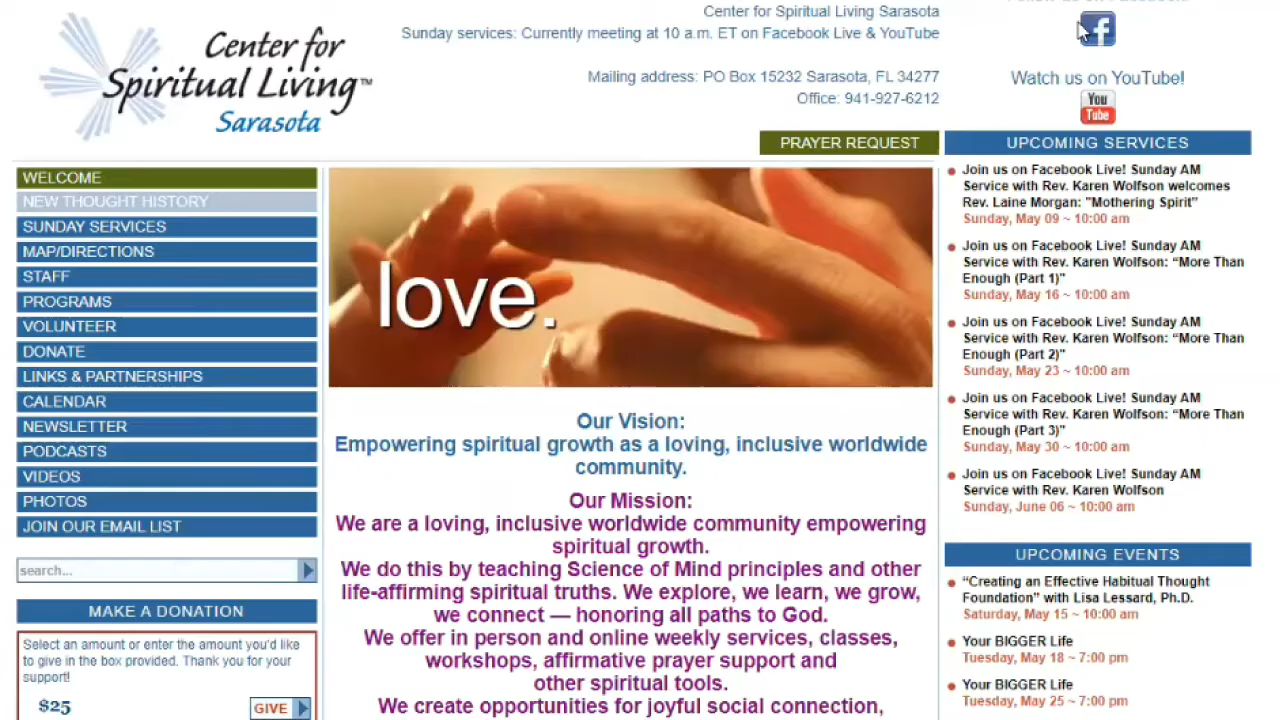 Center for
Spiritual Living™
Sarasota
Center for Spiritual Living Sarasota
Sunday services: Currently meeting at 10 a.m. ET on Facebook Live & YouTube
Mailing address: PO Box 15232 Sarasota, FL 34277
Office: 941-927-6212
PRAYER REQUEST
Watch us on YouTube!
You
Tube
WELCOME
NEW THOUGHT HISTORY
SUNDAY SERVICES
MAP/DIRECTIONS
STAFF
PROGRAMS
VOLUNTEER
DONATE
LINKS & PARTNERSHIPS
CALENDAR
NEWSLETTER
PODCASTS
VIDEOS
PHOTOS
JOIN OUR EMAIL LIST
search...
MAKE A DONATION
Select an amount or enter the amount you'd like
to give in the box provided. Thank you for your
support!
$25
GIVE
love.
Our Vision:
Empowering spiritual growth as a loving, inclusive worldwide
community.
Our Mission:
We are a loving, inclusive worldwide community empowering
spiritual growth.
We do this by teaching Science of Mind principles and other
life-affirming spiritual truths. We explore, we learn, we grow,
we connect — honoring all paths to God.
We offer in person and online weekly services, classes,
workshops, affirmative prayer support and
other spiritual tools.
We create opportunities for joyful social connection,
UPCOMING SERVICES
Join us on Facebook Live! Sunday AM
Service with Rev. Karen Wolfson welcomes
Rev. Laine Morgan: "Mothering Spirit"
Sunday, May 09 ~ 10:00 am
Join us on Facebook Live! Sunday AM
Service with Rev. Karen Wolfson: “More Than
Enough (Part 1)"
Sunday, May 16 ~ 10:00 am
Join us on Facebook Live! Sunday AM
Service with Rev. Karen Wolfson: “More Than
Enough (Part 2)"
Sunday, May 23 ~ 10:00 am
Join us on Facebook Live! Sunday AM
Service with Rev. Karen Wolfson: “More Than
Enough (Part 3)"
Sunday, May 30 ~ 10:00 am
Join us on Facebook Live! Sunday AM
Service with Rev. Karen Wolfson
Sunday, June 06 ~ 10:00 am
UPCOMING EVENTS
“Creating an Effective Habitual Thought
Foundation” with Lisa Lessard, Ph.D.
Saturday, May 15 ~ 10:00 am
Your BIGGER Life
Tuesday, May 18 ~ 7:00 pm
Your BIGGER Life
Tuesday, May 25 ~ 7:00 pm